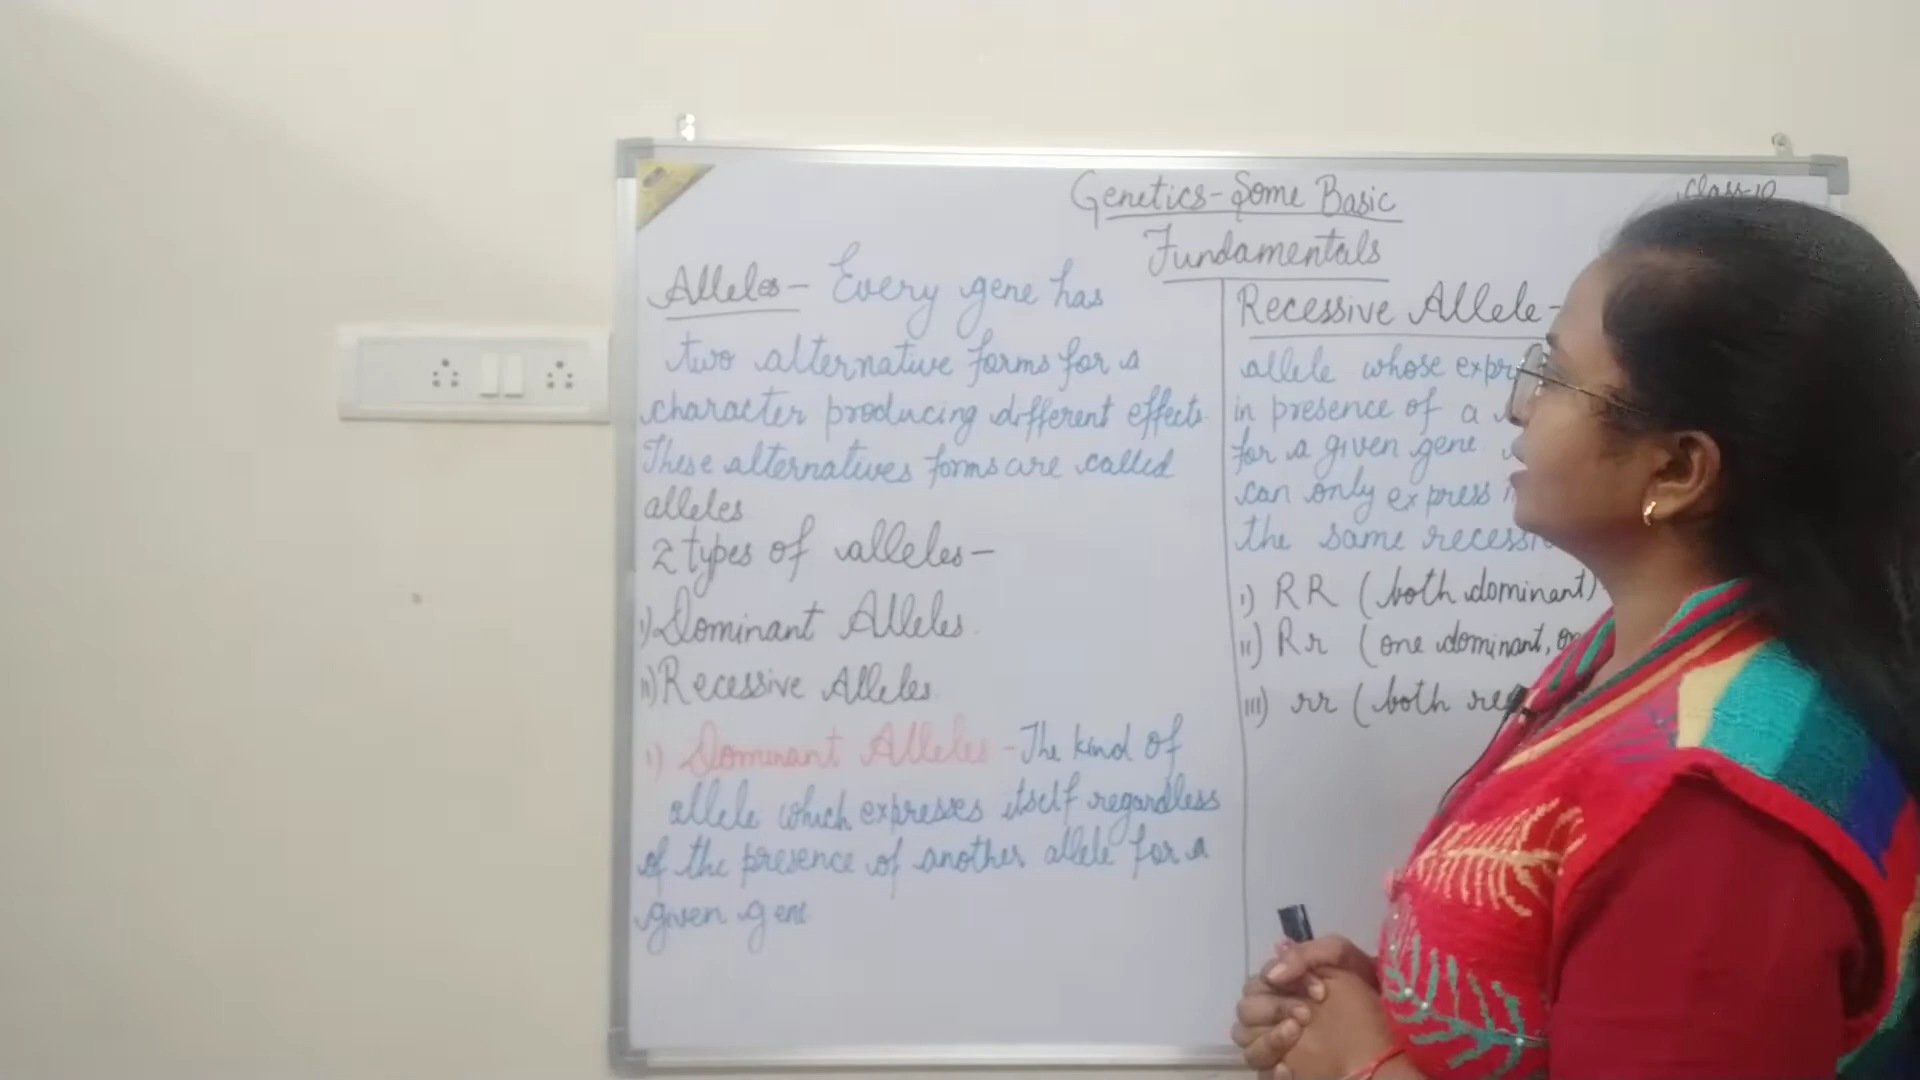 Genetics-Some Basic
Fundamentals
Class-10
Alleles - Every gene has
two alternative forms for a
character producing different effects
These alternatives forms are called
alleles
2 types of alleles-
i) Dominant Alleles
ii) Recessive Alleles
i) Dominant Alleles - The kind of
allele which expresses itself regardless
of the presence of another allele for a
given gene
Recessive Allele-
allele whose
in presence of a
for a given gene
can only express
the same
i) RR (both dominant)
ii) Rr (one dominant,
iii) rr (both